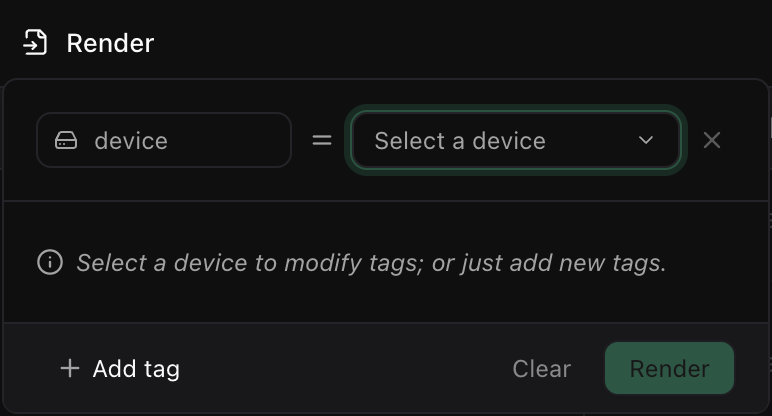 Render
device = Select a device
Select a device to modify tags; or just add new tags.
Add tag Clear Render